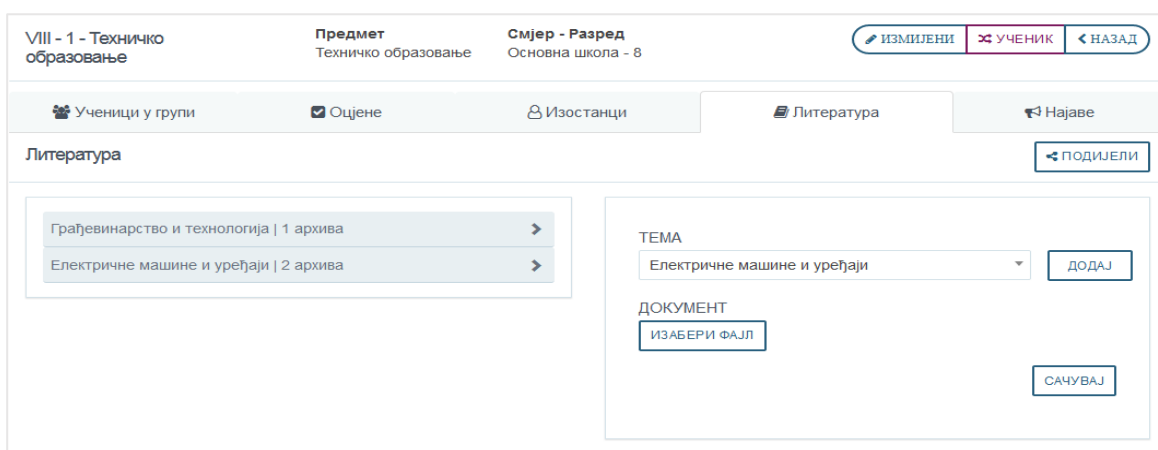 VIII - 1 - Техничко
образовање
Предмет
Техничко образовање
Смјер - Разред
Основна школа - 8
ИЗМИЈЕНИ
УЧЕНИК
НАЗАД
Ученици у групи
Оцјене
Изостанци
Литература
Најаве
Литература
ПОДИЈЕЛИ
Грађевинарство и технологија | 1 архива
Електричне машине и уређаји | 2 архива
ТЕМА
Електричне машине и уређаји
ДОДАЈ
ДОКУМЕНТ
ИЗАБЕРИ ФАЈЛ
САЧУВАЈ